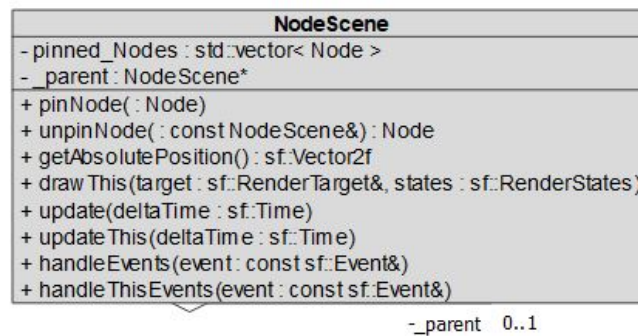 NodeScene
- pinned_Nodes : std::vector< Node >
- _parent : NodeScene*
+ pinNode( : Node)
+ unpinNode( : const NodeScene&) : Node
+ getAbsolutePosition() : sf::Vector2f
+ drawThis(target : sf::RenderTarget&, states : sf::RenderStates)
+ update(deltaTime : sf::Time)
+ updateThis(deltaTime : sf::Time)
+ handleEvents(event : const sf::Event&)
+ handleThisEvents(event : const sf::Event&)
-_parent 0..1